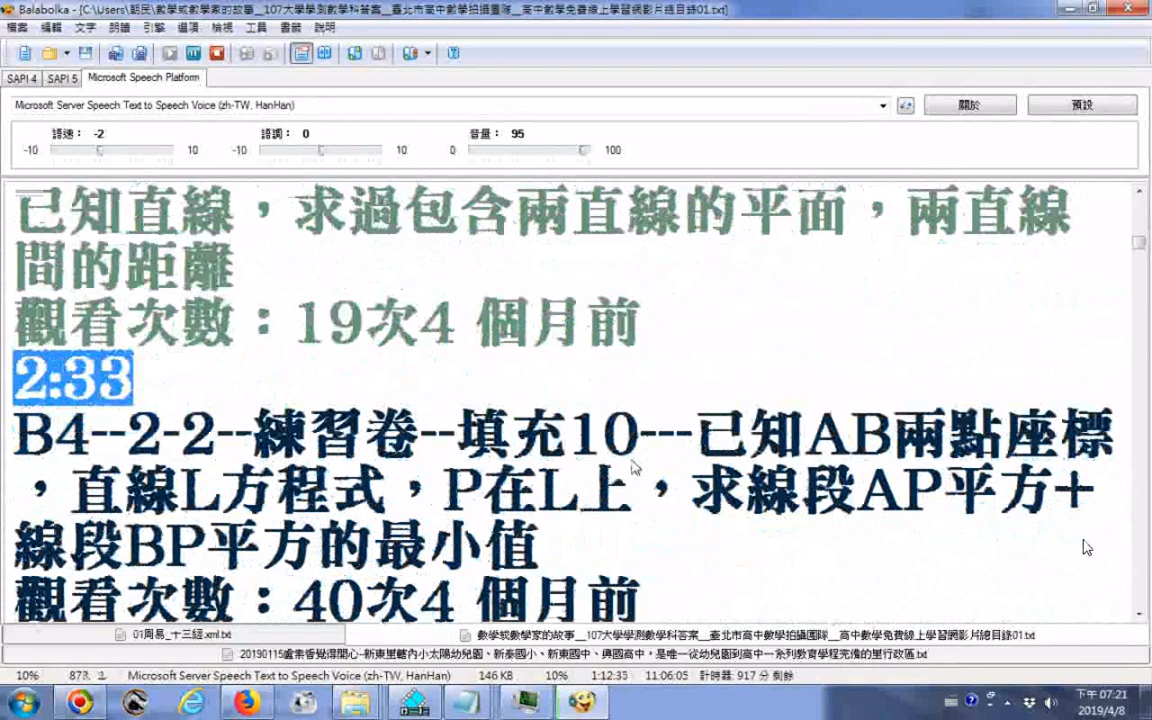 Balabolka - [C:\Users\朝民\數學或數學家的故事__107大學學測數學科答案__臺北市高中數學拍攝團隊__高中數學免費線上學習網影片總目錄01.txt]
檔案 編輯 文字 朗讀 引擎 選項 檢視 工具 書籤 說明
SAPI 4 SAPI 5 Microsoft Speech Platform
Microsoft Server Speech Text to Speech Voice (zh-TW, HanHan) 關於 預設
語速： -2 語調： 0 音量： 95
-10 10 -10 10 0 100
已知直線，求過包含兩直線的平面，兩直線
間的距離
觀看次數：19次4 個月前
2:33
B4--2-2--練習卷--填充10---已知AB兩點座標
，直線L方程式，P在L上，求線段AP平方＋
線段BP平方的最小值
觀看次數：40次4 個月前
01周易_十三經.xml.txt 數學或數學家的故事__107大學學測數學科答案__臺北市高中數學拍攝團隊__高中數學免費線上學習網影片總目錄01.txt
20190115盧素香覺得開心--新東里轄內小太陽幼兒園、新泰國小、新東國中、興國高中，是唯一從幼兒園到高中一系列教育學程完備的里行政區.txt
10% Microsoft Server Speech Text to Speech Voice (zh-TW, HanHan) 146 KB 10% 1:12:35 11:06:05 計時器: 917 分 剩餘
下午 07:21
2019/4/8